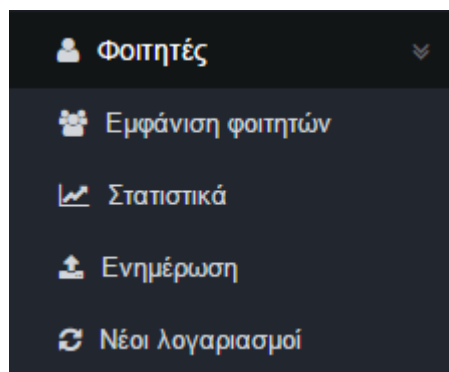 Φοιτητές
Εμφάνιση φοιτητών
Στατιστικά
Ενημέρωση
Νέοι λογαριασμοί